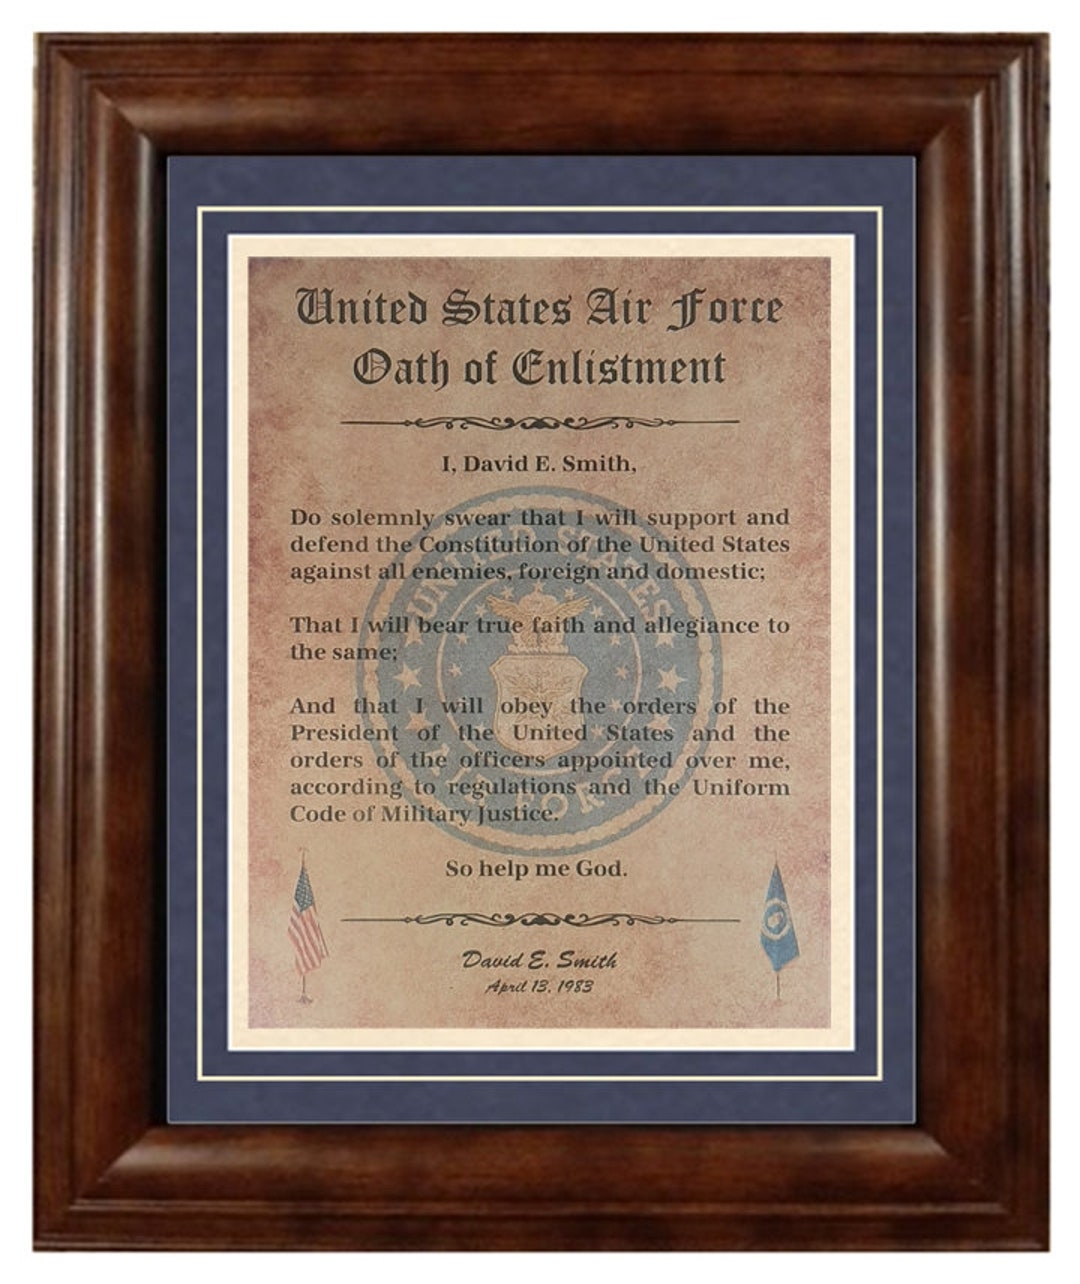 United States Air Force
Oath of Enlistment
I, David E. Smith,
Do solemnly swear that I will support and
defend the Constitution of the United States
against all enemies, foreign and domestic;
That I will bear true faith and allegiance to
the same;
And that I will obey the orders of the
President of the United States and the
orders of the officers appointed over me,
according to regulations and the Uniform
Code of Military Justice.
So help me God.
David E. Smith
April 13, 1983
UNITED STATES
AIR FORCE